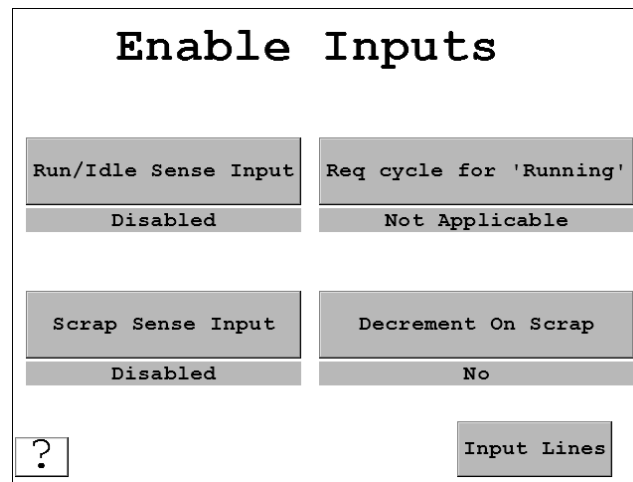 Enable Inputs
Run/Idle Sense Input
Req cycle for 'Running'
Disabled
Not Applicable
Scrap Sense Input
Decrement On Scrap
Disabled
No
?
Input Lines